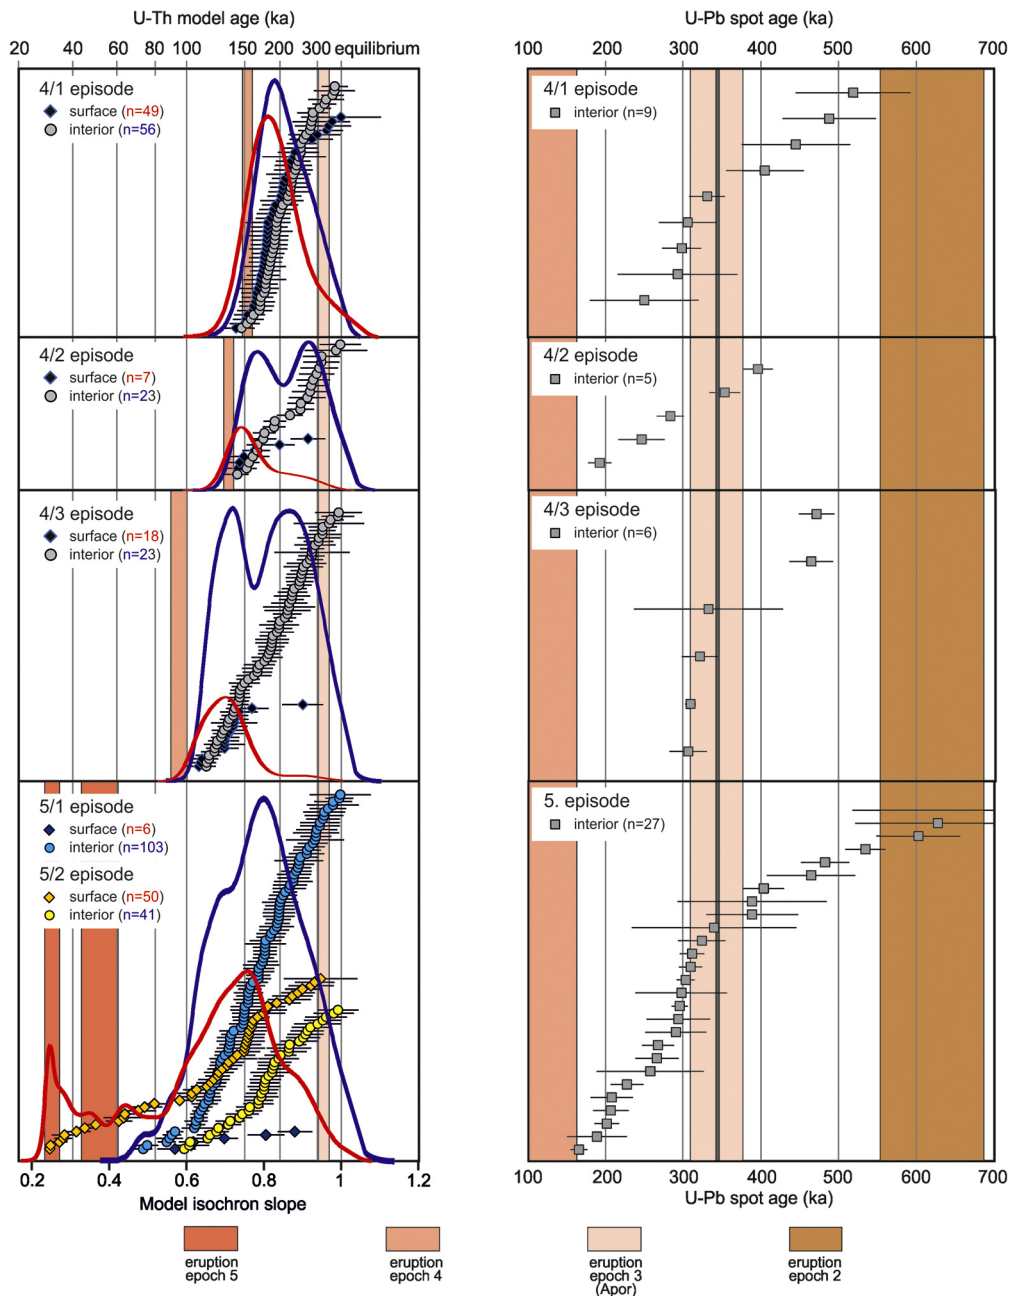 U-Th model age (ka)
20 40 60 80 100 150 200 300 equilibrium
4/1 episode
surface (n=49)
interior (n=56)
4/2 episode
surface (n=7)
interior (n=23)
4/3 episode
surface (n=18)
interior (n=23)
5/1 episode
surface (n=6)
interior (n=103)
5/2 episode
surface (n=50)
interior (n=41)
0.2 0.4 0.6 0.8 1 1.2
Model isochron slope
U-Pb spot age (ka)
100 200 300 400 500 600 700
4/1 episode
interior (n=9)
4/2 episode
interior (n=5)
4/3 episode
interior (n=6)
5. episode
interior (n=27)
100 200 300 400 500 600 700
U-Pb spot age (ka)
eruption
epoch 5
eruption
epoch 4
eruption
epoch 3
(Apor)
eruption
epoch 2